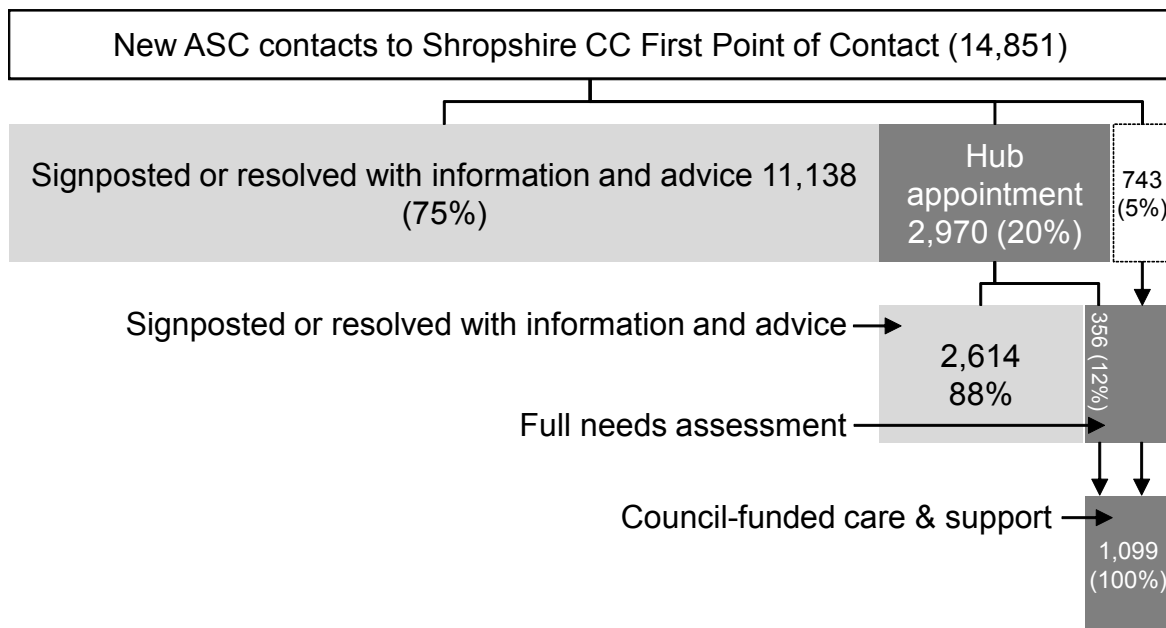 New ASC contacts to Shropshire CC First Point of Contact (14,851)
Signposted or resolved with information and advice 11,138
(75%)
Hub
appointment
2,970 (20%)
743
(5%)
Signposted or resolved with information and advice
2,614
88%
356 (12%)
Full needs assessment
Council-funded care & support
1,099
(100%)